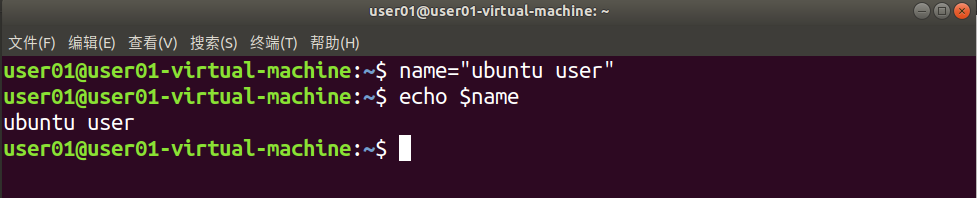 user01@user01-virtual-machine: ~
文件(F) 编辑(E) 查看(V) 搜索(S) 终端(T) 帮助(H)
user01@user01-virtual-machine:~$ name="ubuntu user"
user01@user01-virtual-machine:~$ echo $name
ubuntu user
user01@user01-virtual-machine:~$